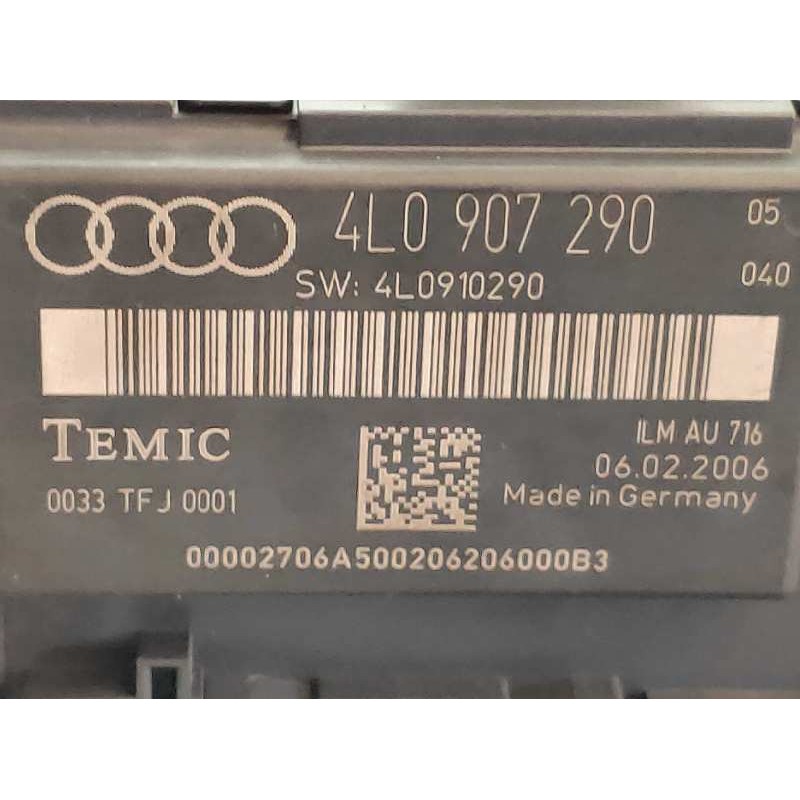 4L0 907 290 05
SW: 4L0910290 040
TEMIC
ILM AU 716
06.02.2006
0033 TFJ 0001
Made in Germany
00002706A500206206000B3